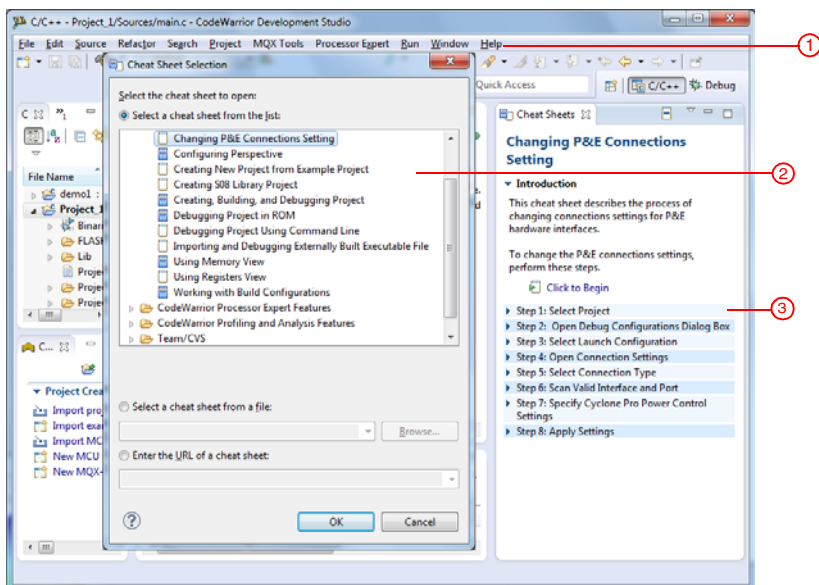 C/C++ - Project_1/Sources/main.c - CodeWarrior Development Studio
File Edit Source Refactor Search Project MQX Tools Processor Expert Run Window Help
1
Quick Access
C/C++
Debug
C
File Name
demo1 :
Project_1
Binari
FLASH
Lib
Proje
Proje
Proje
C...
Project Crea
Import proj
Import exar
Import MC
New MCU
New MQX-
Cheat Sheet Selection
Select the cheat sheet to open:
Select a cheat sheet from the list:
Changing P&E Connections Setting
Configuring Perspective
Creating New Project from Example Project
Creating S08 Library Project
Creating, Building, and Debugging Project
Debugging Project in ROM
Debugging Project Using Command Line
Importing and Debugging Externally Built Executable File
Using Memory View
Using Registers View
Working with Build Configurations
CodeWarrior Processor Expert Features
CodeWarrior Profiling and Analysis Features
Team/CVS
2
Select a cheat sheet from a file:
Browse...
Enter the URL of a cheat sheet:
?
OK
Cancel
Cheat Sheets
Changing P&E Connections
Setting
Introduction
This cheat sheet describes the process of
changing connections settings for P&E
hardware interfaces.
To change the P&E connections settings,
perform these steps.
Click to Begin
Step 1: Select Project
3
Step 2: Open Debug Configurations Dialog Box
Step 3: Select Launch Configuration
Step 4: Open Connection Settings
Step 5: Select Connection Type
Step 6: Scan Valid Interface and Port
Step 7: Specify Cyclone Pro Power Control
Settings
Step 8: Apply Settings